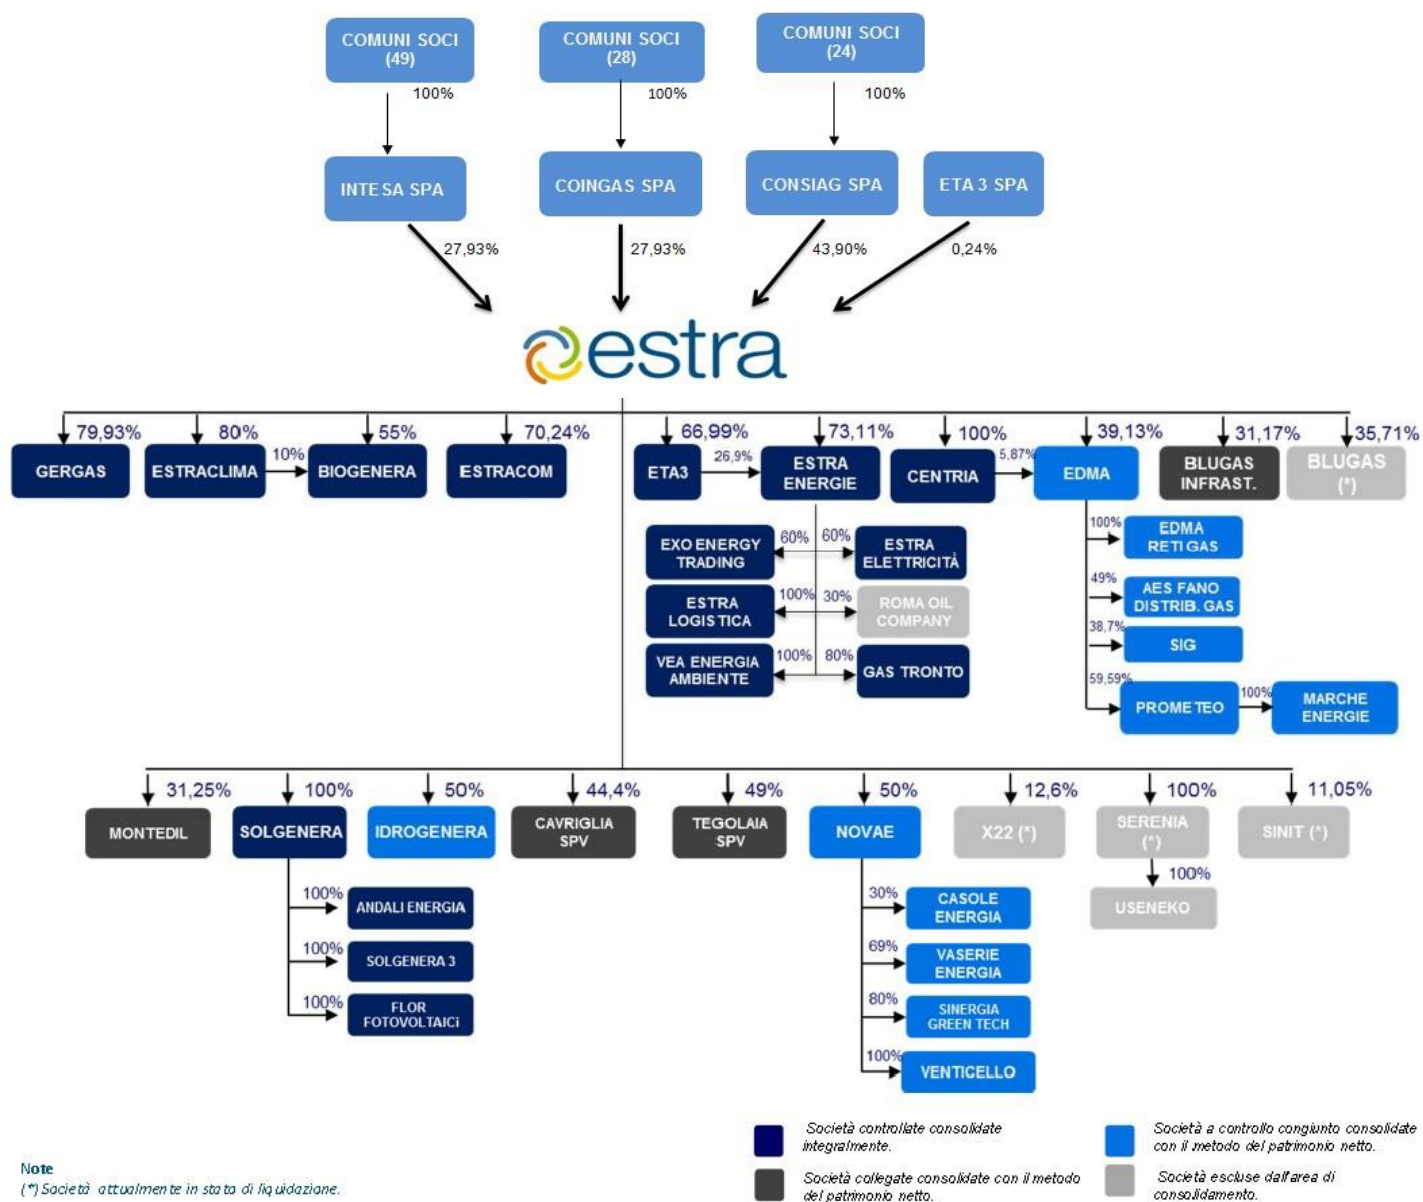 COMUNI SOCI
(49)
COMUNI SOCI
(28)
COMUNI SOCI
(24)
100%
100%
100%
INTESA SPA
COINGAS SPA
CONSIAG SPA
ETA 3 SPA
27,93%
27,93%
43,90%
0,24%
estra
79,93%
80%
55%
70,24%
66,99%
73,11%
100%
39,13%
31,17%
35,71%
GERGAS
ESTRACLIMA
10%
BIOGENERA
ESTRACOM
ETA3
26,9%
ESTRA
ENERGIE
CENTRIA
5,87%
EDMA
BLUGAS
INFRAST.
BLUGAS
(*)
EXO ENERGY
TRADING
60%
60%
ESTRA
ELETTRICITÀ
ESTRA
LOGISTICA
100%
30%
ROMA OIL
COMPANY
VEA ENERGIA
AMBIENTE
100%
80%
GAS TRONTO
100%
EDMA
RETI GAS
49%
AES FANO
DISTRIB. GAS
38,7%
SIG
59,59%
PROMETEO
100%
MARCHE
ENERGIE
31,25%
100%
50%
44,4%
49%
50%
12,6%
100%
11,05%
MONTEDIL
SOLGENERA
IDROGENERA
CAVRIGLIA
SPV
TEGOLAIA
SPV
NOVAE
X22 (*)
SERENIA
(*)
SINIT (*)
100%
USENEKO
100%
ANDALI ENERGIA
100%
SOLGENERA 3
100%
FLOR
FOTOVOLTAICi
30%
CASOLE
ENERGIA
69%
VASERIE
ENERGIA
80%
SINERGIA
GREEN TECH
100%
VENTICELLO
Società controllate consolidate
integralmente.
Società a controllo congiunto consolidate
con il metodo del patrimonio netto.
Società collegate consolidate con il metodo
del patrimonio netto.
Società escluse dall'area di
consolidamento.
Note
(*) Società attualmente in stata di liquidazione.